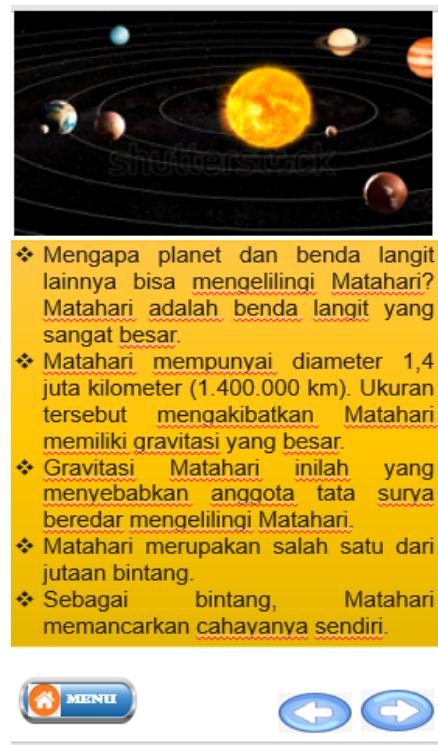 shutterstock
❖ Mengapa planet dan benda langit
lainnya bisa mengelilingi Matahari?
Matahari adalah benda langit yang
sangat besar.
❖ Matahari mempunyai diameter 1,4
juta kilometer (1.400.000 km). Ukuran
tersebut mengakibatkan Matahari
memiliki gravitasi yang besar.
❖ Gravitasi Matahari inilah yang
menyebabkan anggota tata surya
beredar mengelilingi Matahari.
❖ Matahari merupakan salah satu dari
jutaan bintang.
❖ Sebagai bintang, Matahari
memancarkan cahayanya sendiri.
MENU